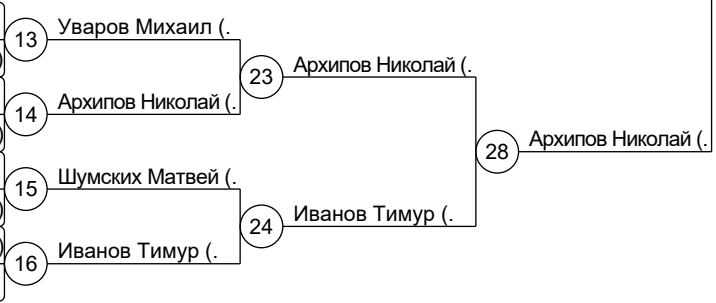 13 Уваров Михаил (.
23 Архипов Николай (.
14 Архипов Николай (.
28 Архипов Николай (.
15 Шумских Матвей (.
24 Иванов Тимур (.
16 Иванов Тимур (.